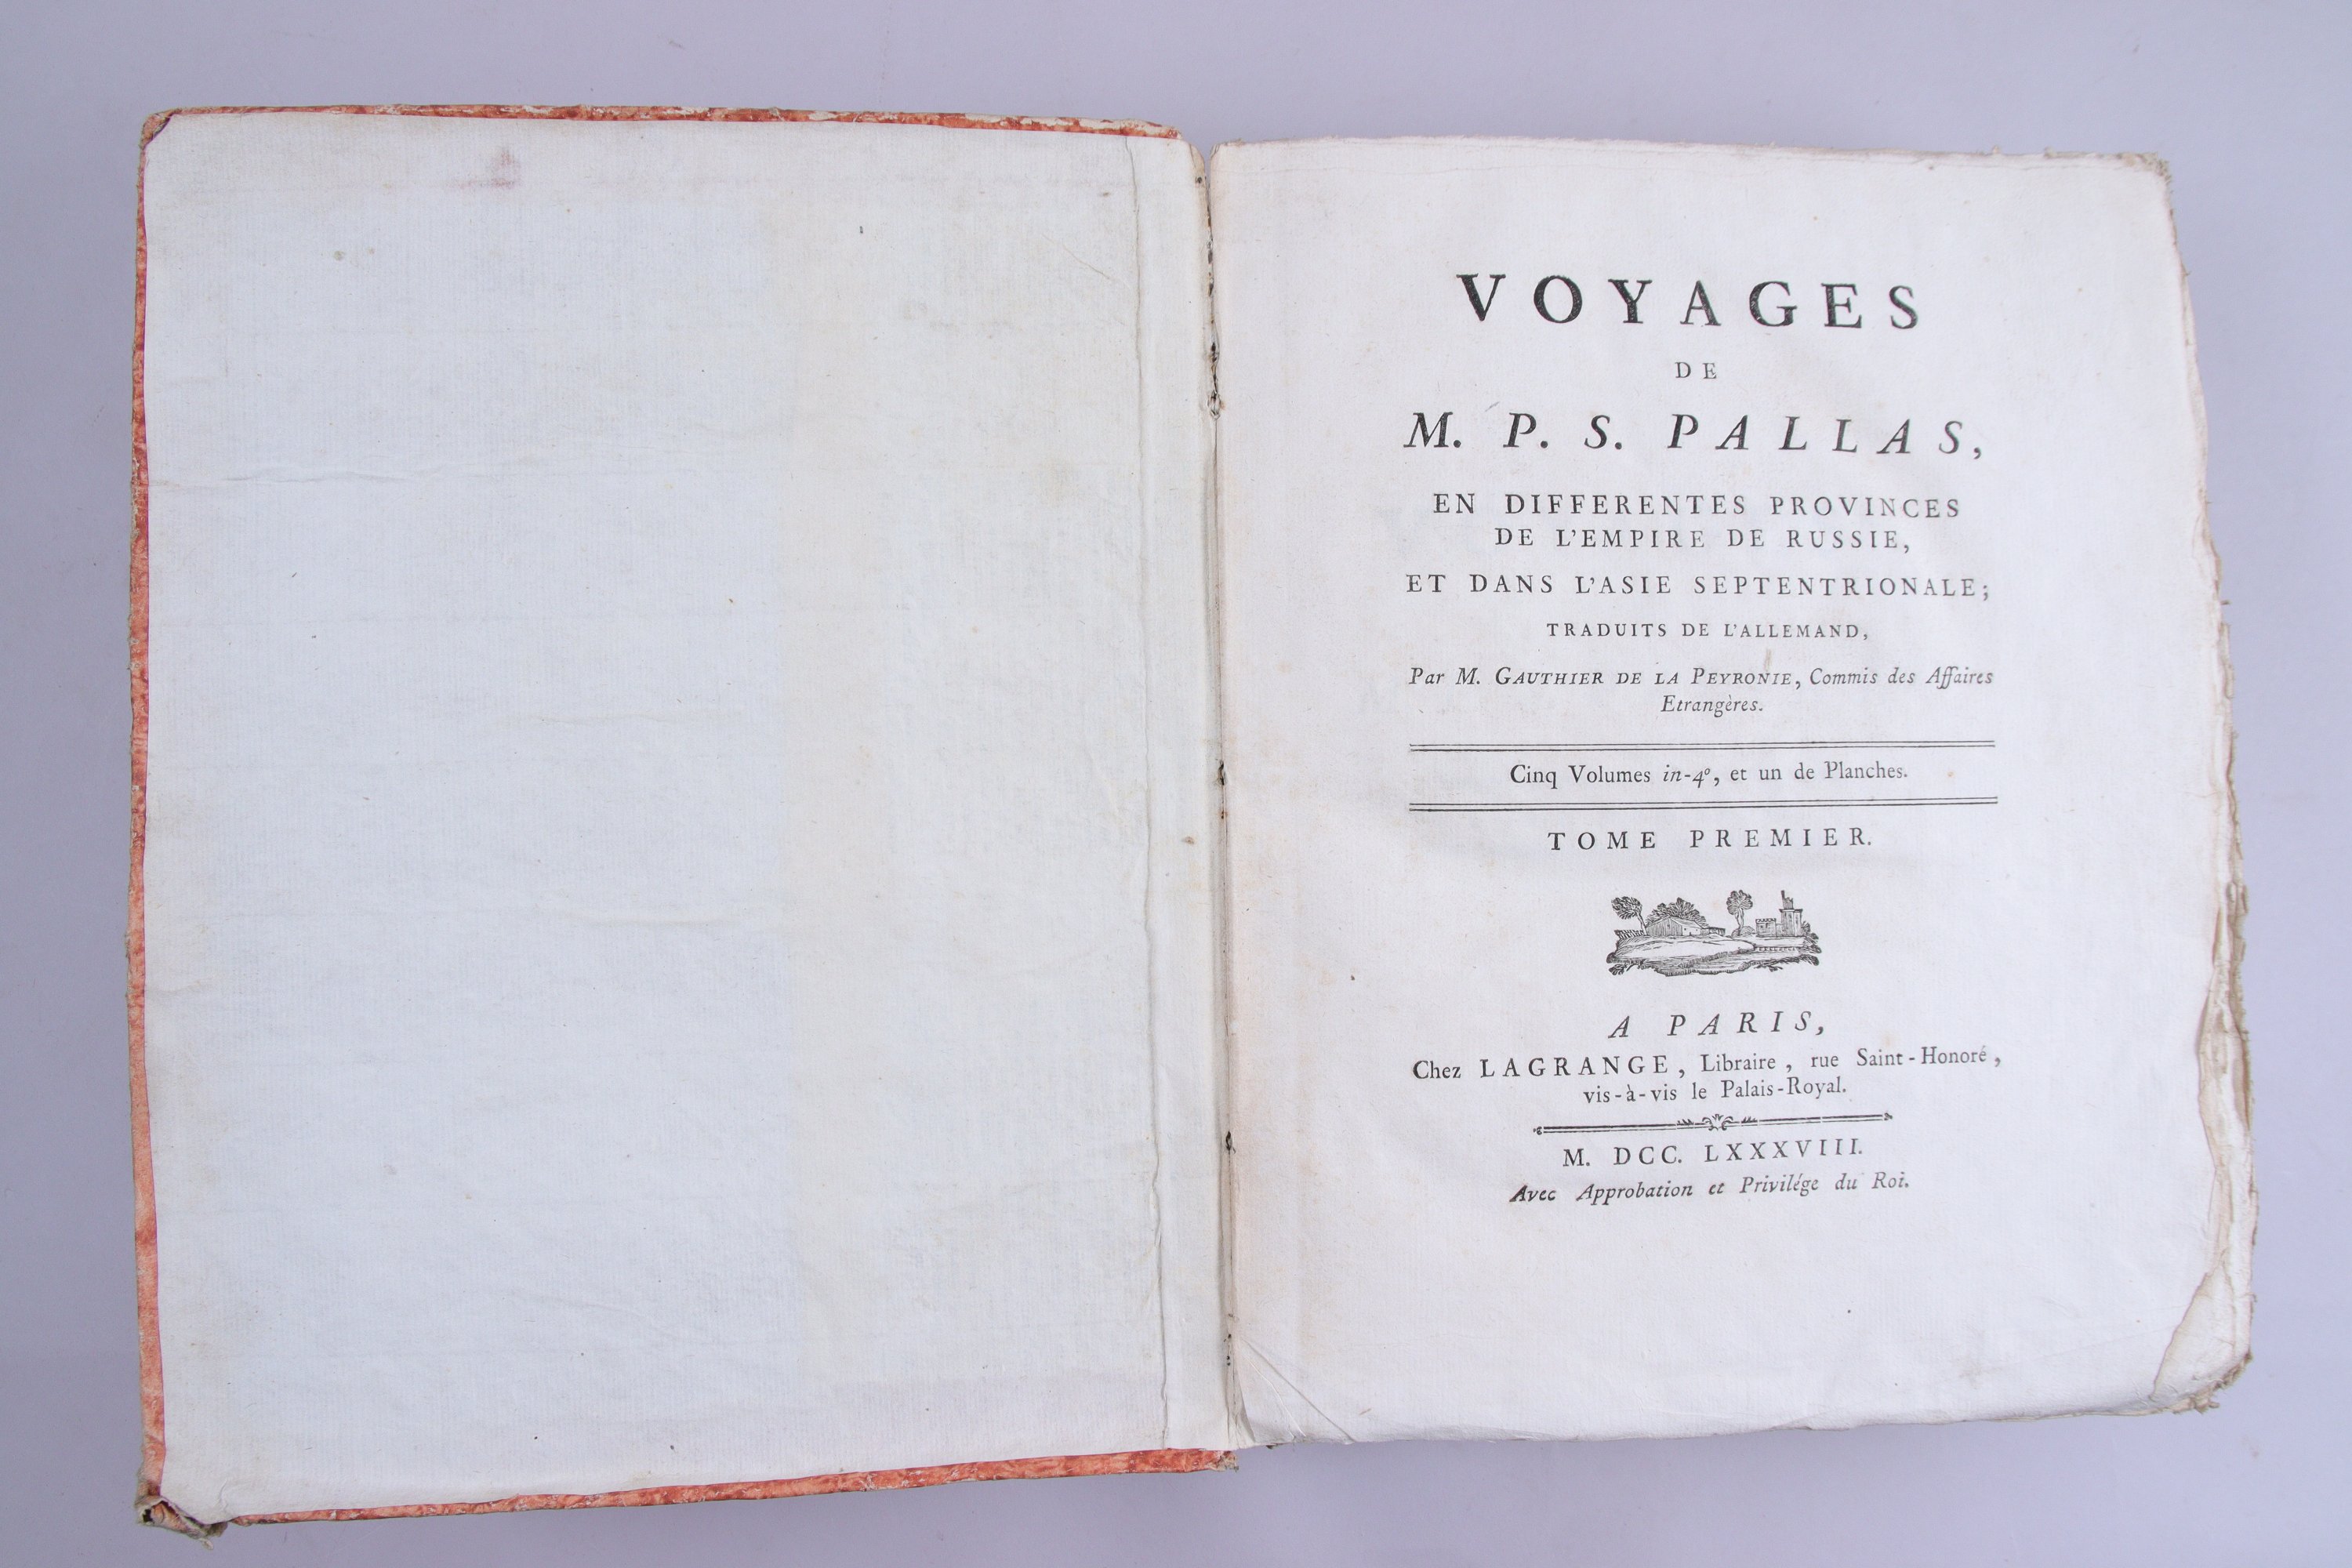 VOYAGES
DE
M. P. S. PALLAS,
EN DIFFERENTES PROVINCES
DE L'EMPIRE DE RUSSIE,
ET DANS L'ASIE SEPTENTRIONALE;
TRADUITS DE L'ALLEMAND,
Par M. GAUTHIER DE LA PEYRONIE, Commis des Affaires
Etrangères.
Cinq Volumes in-4º, et un de Planches.
TOME PREMIER.
A PARIS,
Chez LAGRANGE, Libraire, rue Saint-Honoré,
vis-à-vis le Palais-Royal.
M. DCC. LXXXVIII.
Avec Approbation et Privilége du Roi.